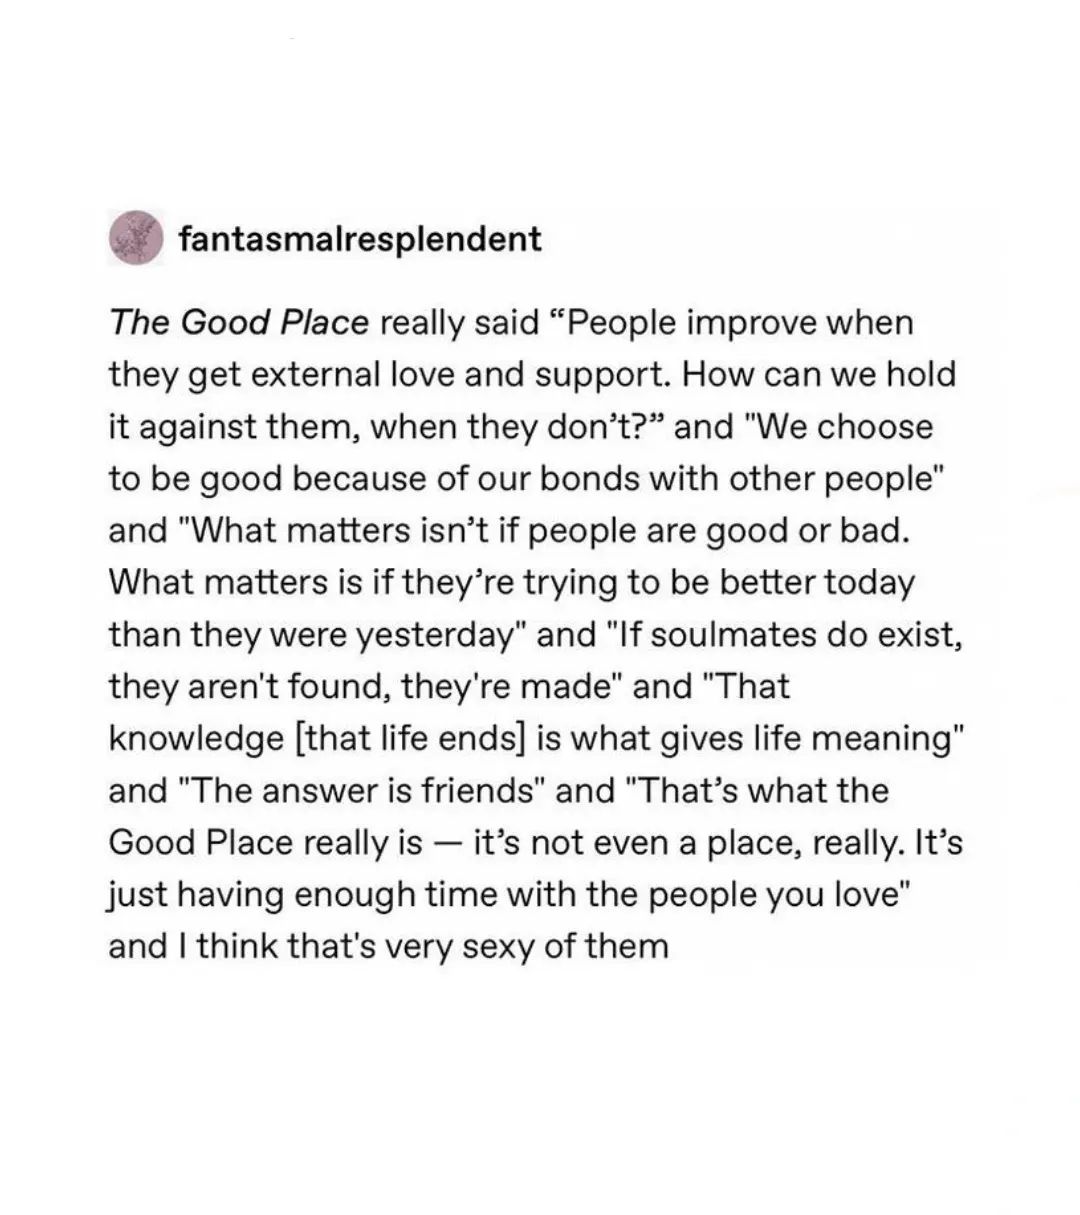 fantasmalresplendent
The Good Place really said “People improve when
they get external love and support. How can we hold
it against them, when they don’t?” and "We choose
to be good because of our bonds with other people"
and "What matters isn’t if people are good or bad.
What matters is if they’re trying to be better today
than they were yesterday" and "If soulmates do exist,
they aren't found, they're made" and "That
knowledge [that life ends] is what gives life meaning"
and "The answer is friends" and "That’s what the
Good Place really is — it’s not even a place, really. It’s
just having enough time with the people you love"
and I think that's very sexy of them